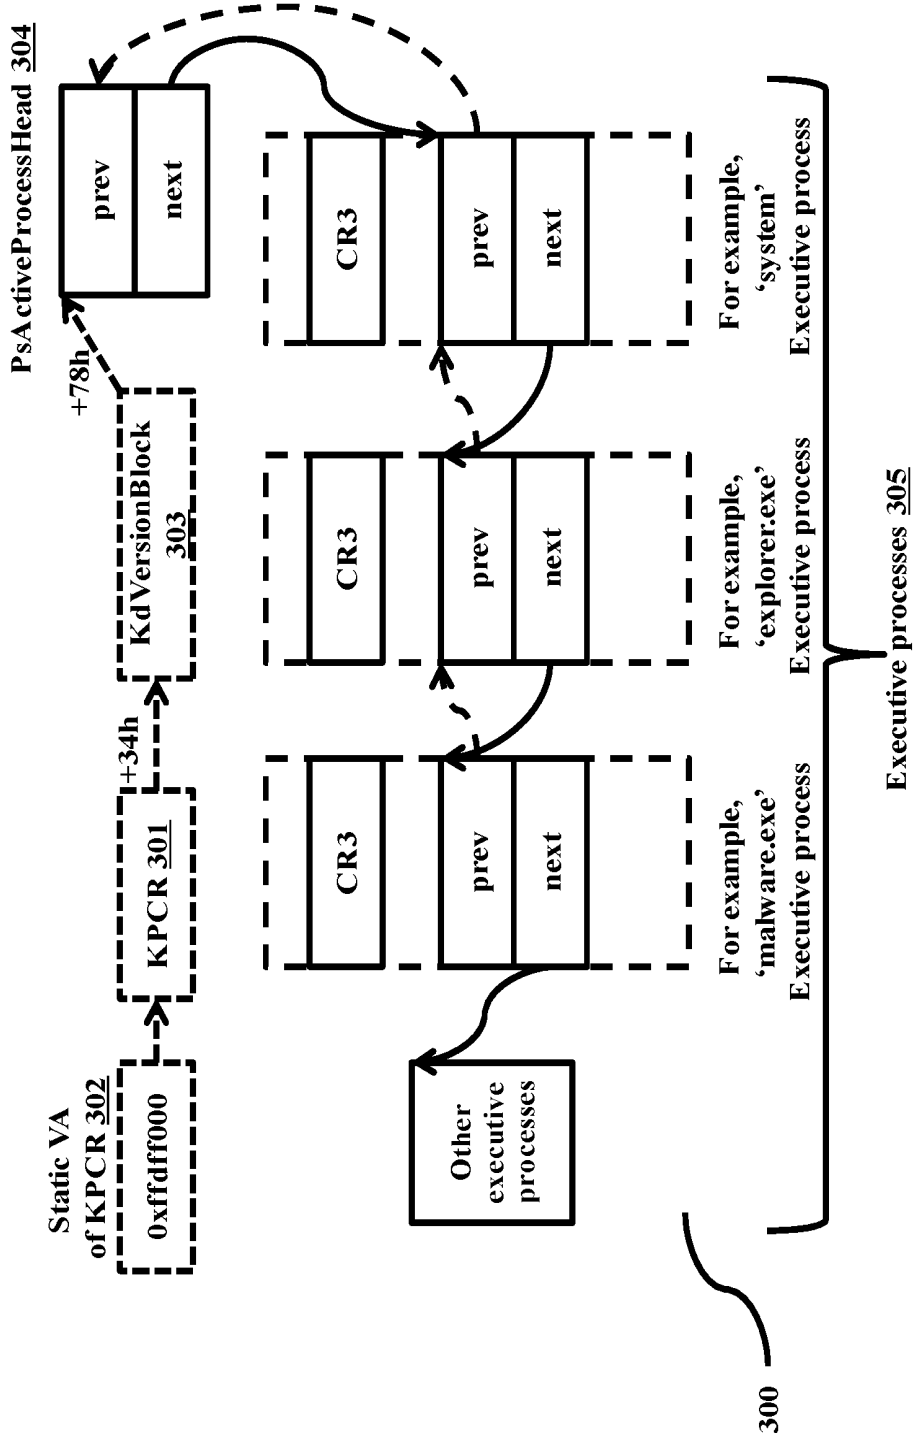 Static VA
of KPCR 302
0xffdff000
KPCR 301
+34h
KdVersionBlock
303
+78h
PsActiveProcessHead 304
prev
next
CR3
prev
next
CR3
prev
next
CR3
prev
next
Other
executive
processes
For example,
‘malware.exe’
Executive process
For example,
‘explorer.exe’
Executive process
For example,
‘system’
Executive process
Executive processes 305
300